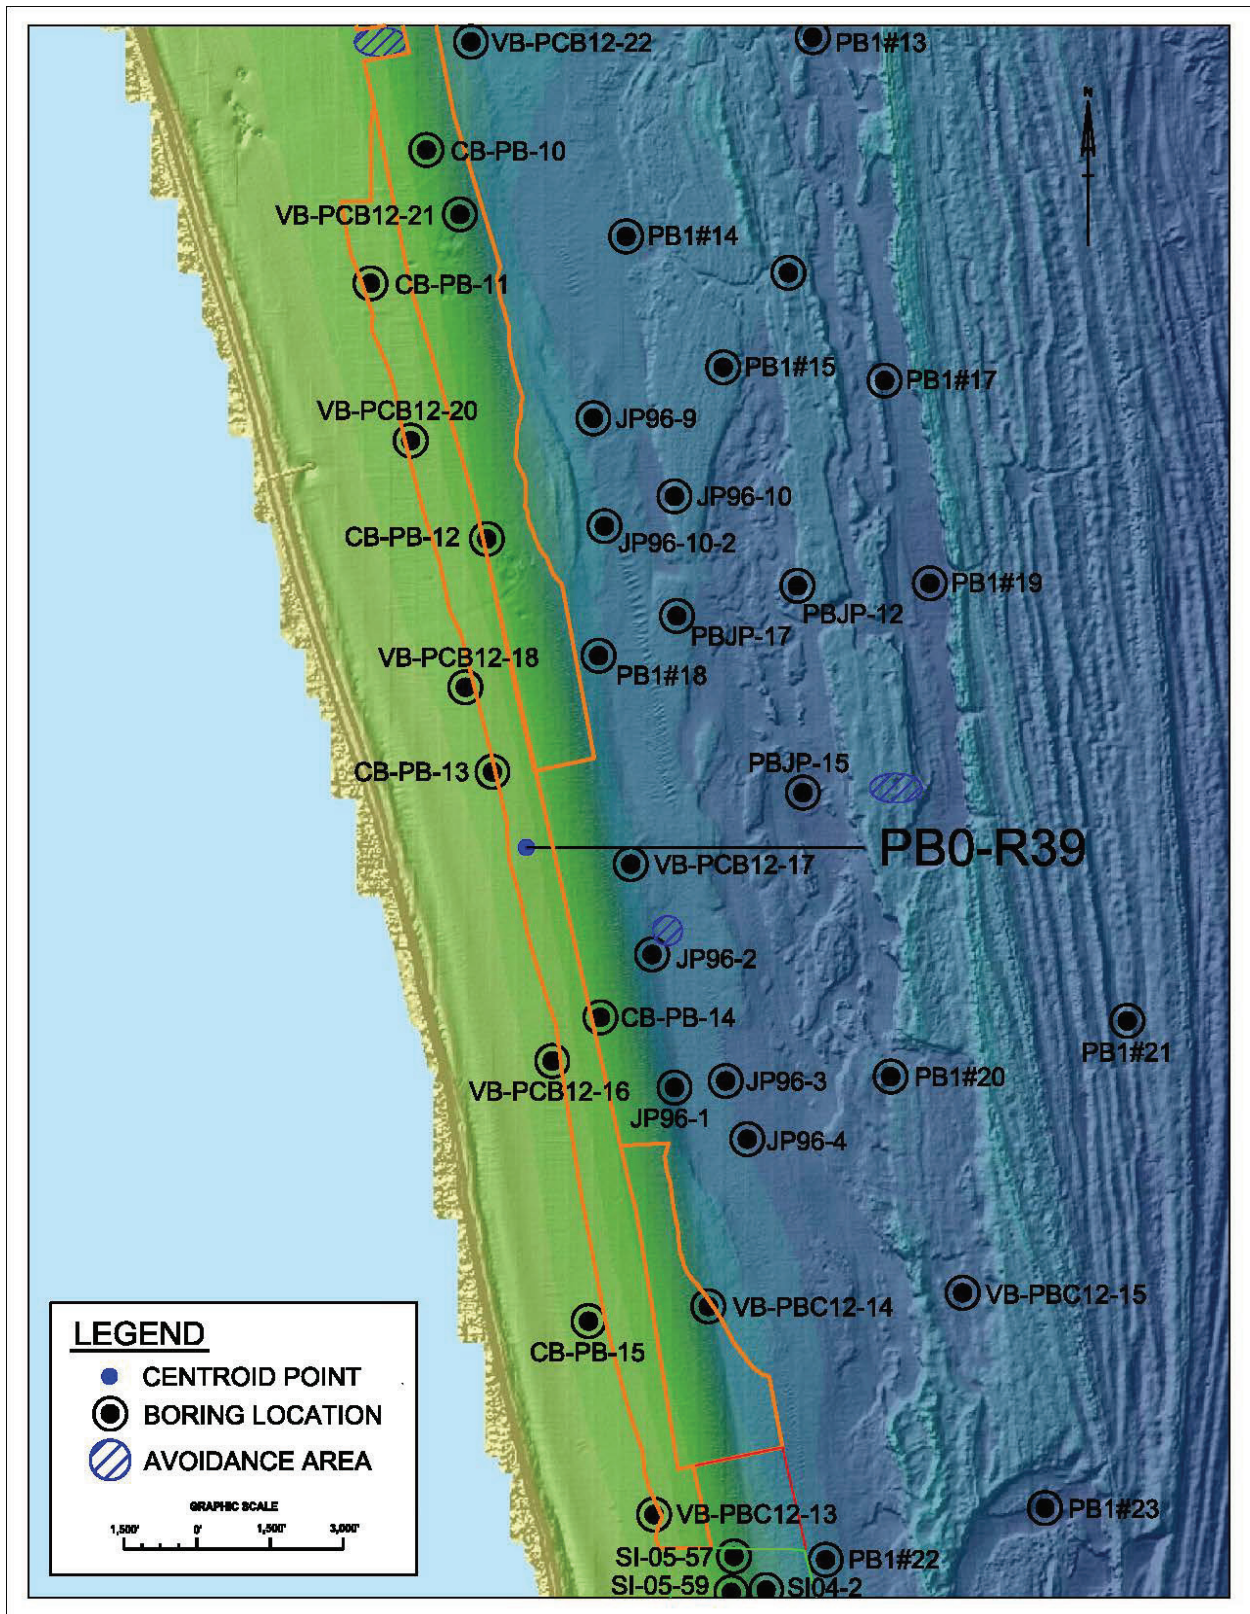 VB-PCB12-22
PB1#13
N
CB-PB-10
VB-PCB12-21
PB1#14
CB-PB-11
PB1#15
PB1#17
VB-PCB12-20
JP96-9
JP96-10
CB-PB-12
JP96-10-2
PB1#19
PBJP-12
PBJP-17
VB-PCB12-18
PB1#18
CB-PB-13
PBJP-15
PB0-R39
VB-PCB12-17
JP96-2
CB-PB-14
PB1#21
VB-PCB12-16
JP96-3
PB1#20
JP96-1
JP96-4
VB-PBC12-15
VB-PBC12-14
CB-PB-15
LEGEND
CENTROID POINT
BORING LOCATION
AVOIDANCE AREA
GRAPHIC SCALE
1,500' 0' 1,500' 3,000'
VB-PBC12-13
PB1#23
SI-05-57
PB1#22
SI-05-59
SI04-2